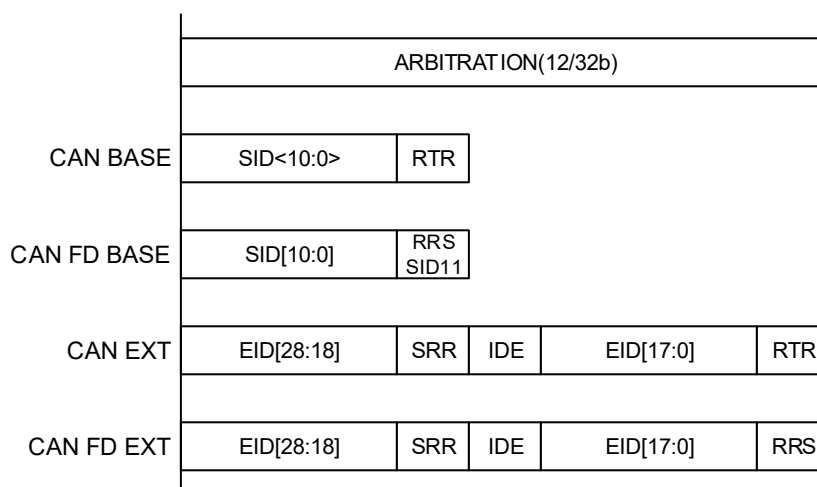 ARBITRATION(12/32b)
CAN BASE SID<10:0> RTR
CAN FD BASE SID[10:0] RRS
SID11
CAN EXT EID[28:18] SRR IDE EID[17:0] RTR
CAN FD EXT EID[28:18] SRR IDE EID[17:0] RRS